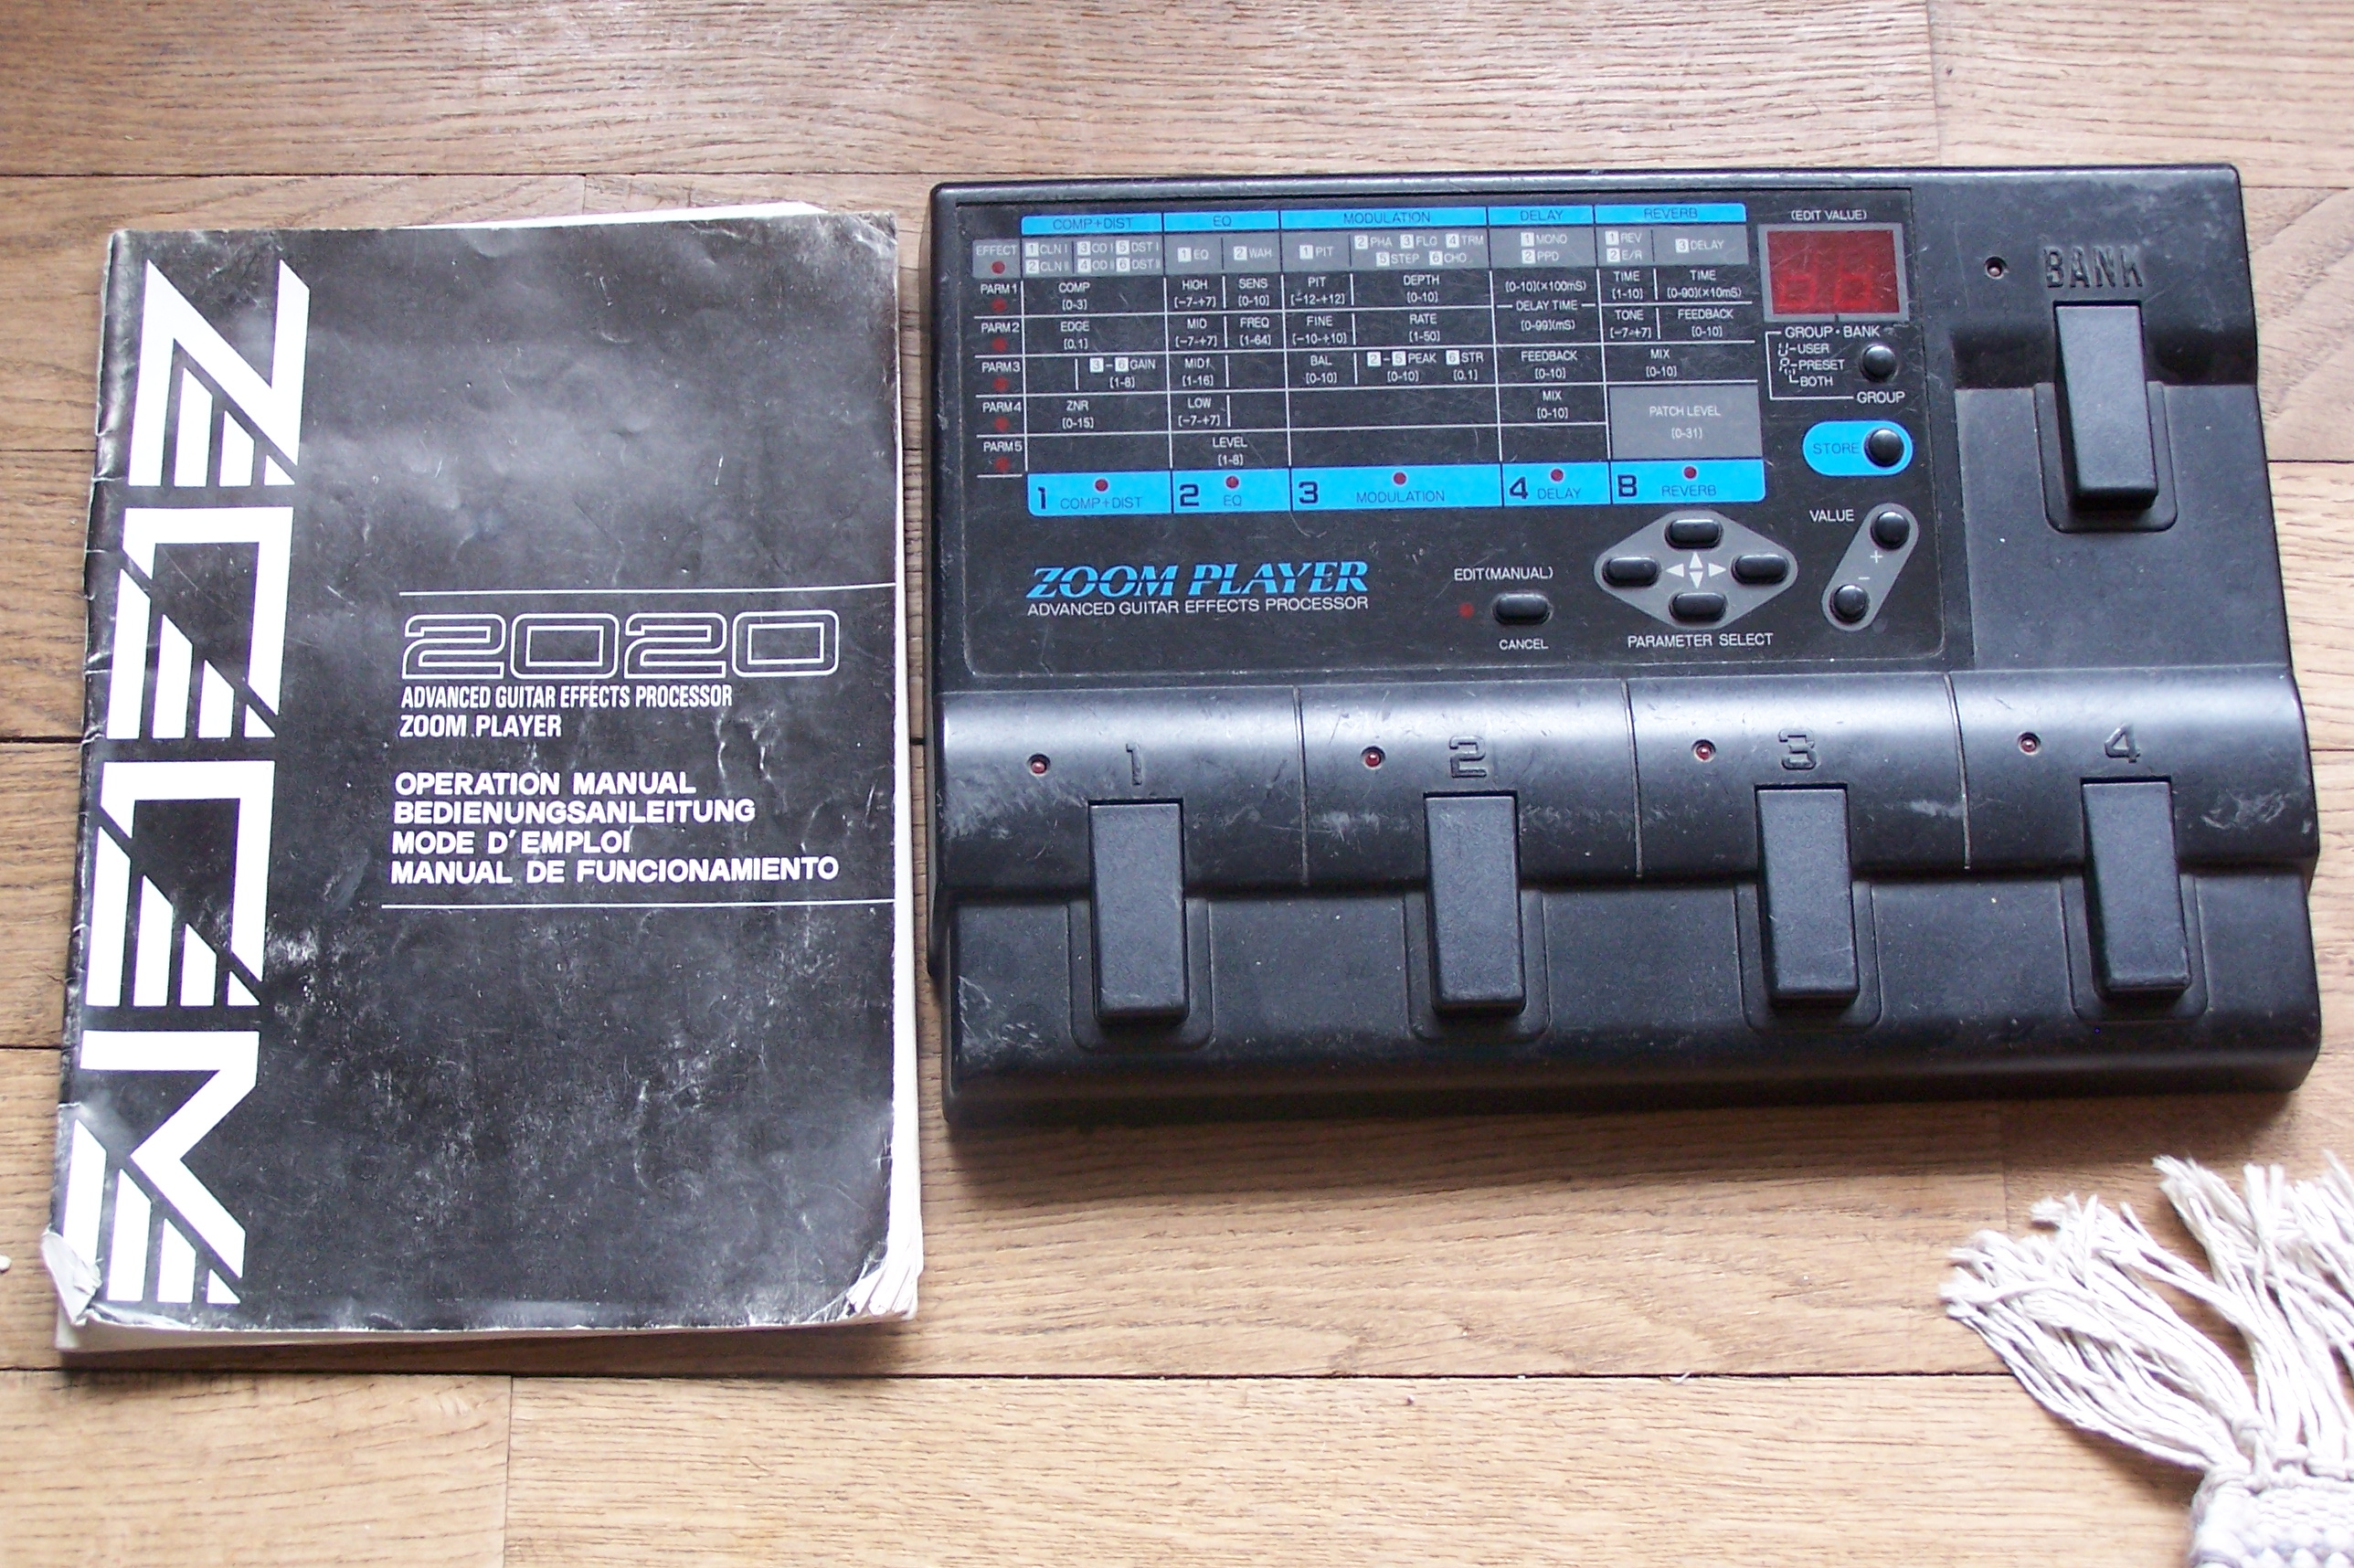 ZOOM
2020
ADVANCED GUITAR EFFECTS PROCESSOR
ZOOM PLAYER
OPERATION MANUAL
BEDIENUNGSANLEITUNG
MODE D'EMPLOI
MANUAL DE FUNCIONAMIENTO
COMP+DIST EQ MODULATION DELAY REVERB
EFFECT 1 CLN I 3 OD I 5 DST I 1 EQ 2 WAH 1 PIT 2 PHA 3 FLG 4 TRM 1 MONO 1 REV 3 DELAY
2 CLN II 4 OD II 6 DST II 5 STEP 6 CHO 2 PPD 2 E/R
PARM1 COMP HIGH SENS PIT DEPTH (0-10)(×100mS) TIME TIME
[0-3] [-7-+7] [0-10] [-12-+12] [0-10] DELAY TIME [1-10] [0-90](×10mS)
PARM2 EDGE MID FREQ FINE RATE [0-99](mS) TONE FEEDBACK
[0,1] [-7-+7] [1-64] [-10-+10] [1-50] [-7-+7] [0-10]
PARM3 3-6 GAIN MIDf BAL 2-5 PEAK 6 STR FEEDBACK MIX
[1-8] [1-16] [0-10] [0-10] [0,1] [0-10] [0-10]
PARM4 ZNR LOW MIX PATCH LEVEL
[0-15] [-7-+7] [0-10] [0-31]
PARM5 LEVEL
[1-8]
1 COMP+DIST 2 EQ 3 MODULATION 4 DELAY B REVERB
(EDIT VALUE)
GROUP·BANK
U-USER
P-PRESET
BOTH
GROUP
STORE
VALUE
+
-
ZOOM PLAYER
ADVANCED GUITAR EFFECTS PROCESSOR
EDIT(MANUAL)
CANCEL
PARAMETER SELECT
BANK
1 2 3 4